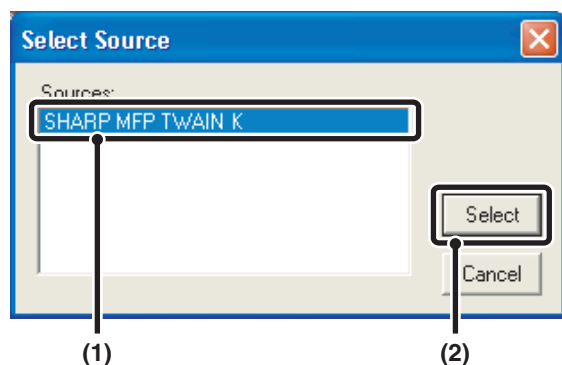 Select Source
Sources:
SHARP MFP TWAIN K
Select
Cancel
(1)
(2)